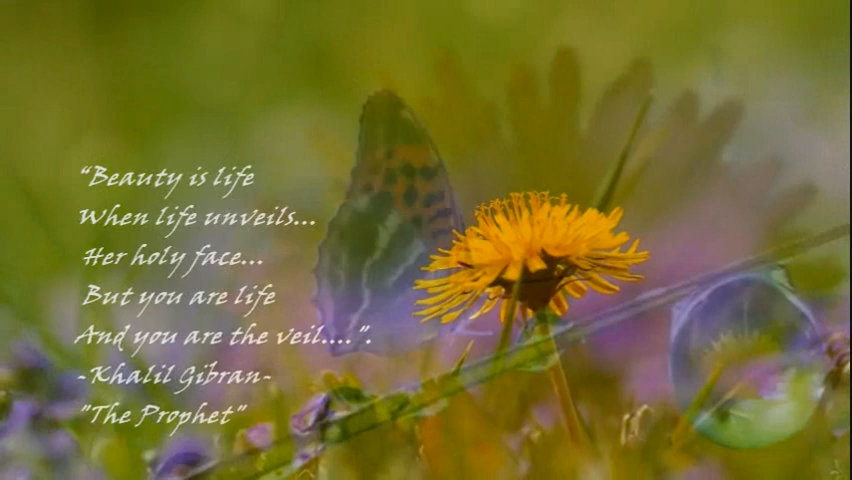 “Beauty is life
When life unveils...
Her holy face...
But you are life
And you are the veil....”.
-Khalil Gibran-
"The Prophet"